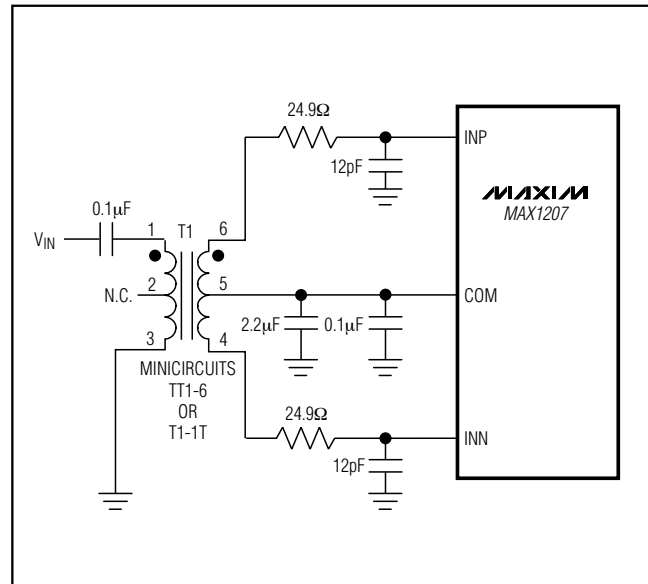 24.9Ω
INP
12pF
MAXIM
MAX1207
0.1μF
1
T1
6
VIN
2
5
N.C.
COM
2.2μF
0.1μF
3
4
MINICIRCUITS
TT1-6
OR
T1-1T
24.9Ω
INN
12pF